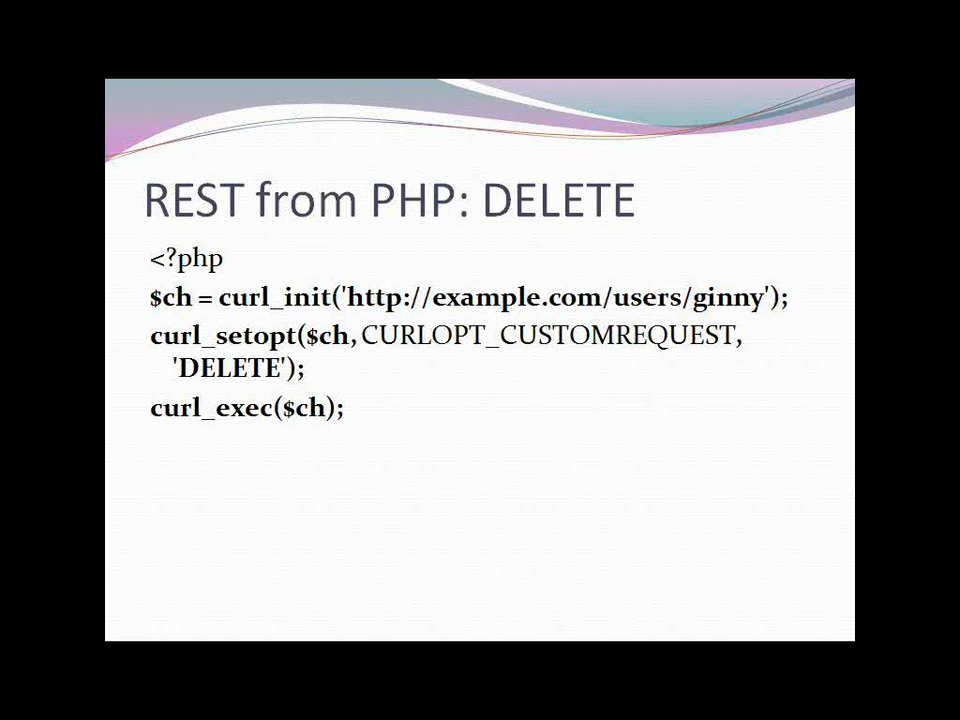 REST from PHP: DELETE
<?php
$ch = curl_init('http://example.com/users/ginny');
curl_setopt($ch, CURLOPT_CUSTOMREQUEST,
'DELETE');
curl_exec($ch);